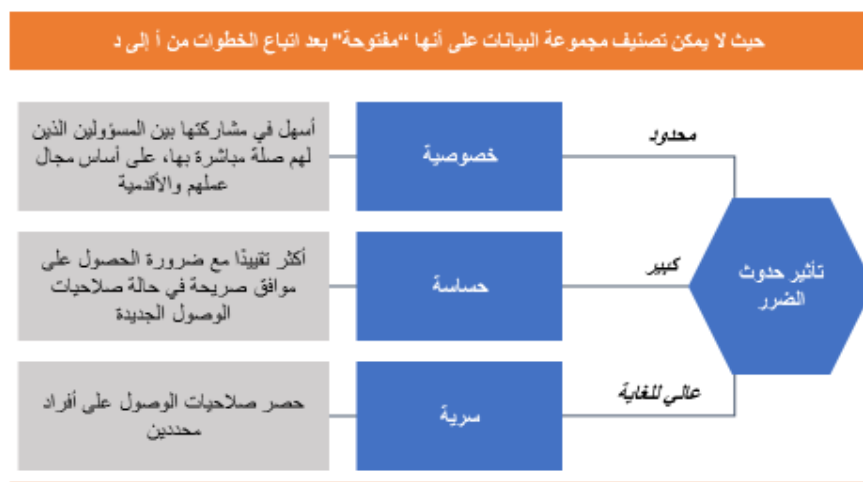 حيث لا يمكن تصنيف مجموعة البيانات على أنها “مفتوحة” بعد اتباع الخطوات من أ إلى د
تأثير حدوث
الضرر
محدود
خصوصية
أسهل في مشاركتها بين المسؤولين الذين
لهم صلة مباشرة بها، على أساس مجال
عملهم والأقدمية
كبير
حساسة
أكثر تقييدًا مع ضرورة الحصول على
موافق صريحة في حالة صلاحيات
الوصول الجديدة
عالي للغاية
سرية
حصر صلاحيات الوصول على أفراد
محددين